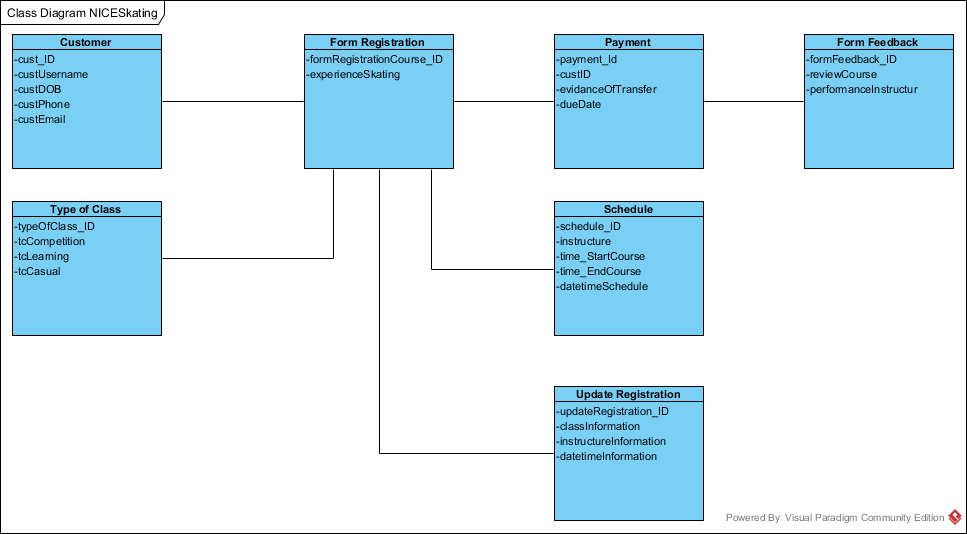 Class Diagram NICESkating
Customer
-cust_ID
-custUsername
-custDOB
-custPhone
-custEmail
Form Registration
-formRegistrationCourse_ID
-experienceSkating
Payment
-payment_Id
-custID
-evidanceOfTransfer
-dueDate
Form Feedback
-formFeedback_ID
-reviewCourse
-performanceInstructur
Type of Class
-typeOfClass_ID
-tcCompetition
-tcLearning
-tcCasual
Schedule
-schedule_ID
-instructure
-time_StartCourse
-time_EndCourse
-datetimeSchedule
Update Registration
-updateRegistration_ID
-classInformation
-instructureInformation
-datetimeInformation
Powered By Visual Paradigm Community Edition